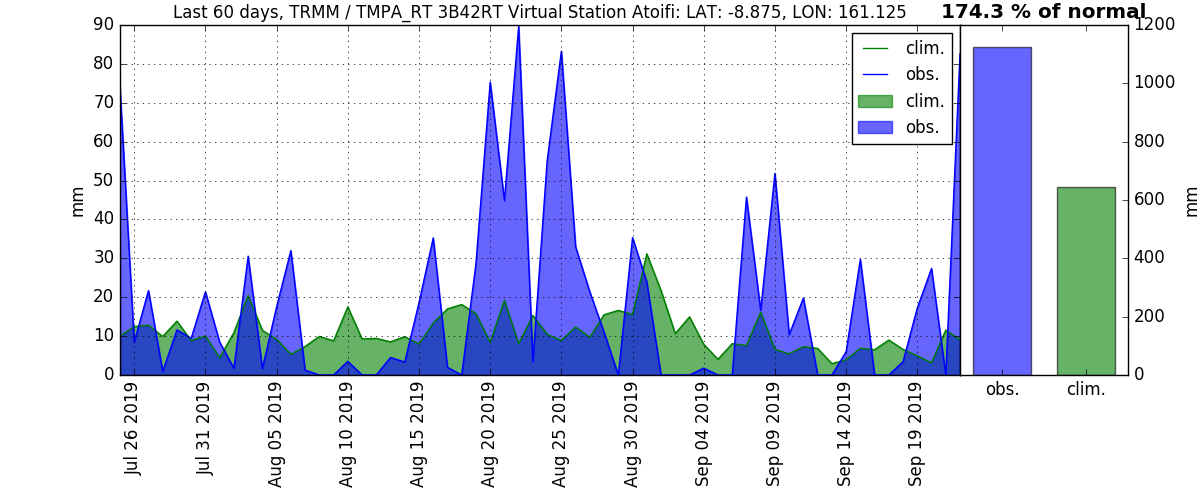 Last 60 days, TRMM / TMPA_RT 3B42RT Virtual Station Atoifi: LAT: -8.875, LON: 161.125
174.3 % of normal
90
80
70
60
50
40
30
20
10
0
mm
clim.
obs.
clim.
obs.
Jul 26 2019
Jul 31 2019
Aug 05 2019
Aug 10 2019
Aug 15 2019
Aug 20 2019
Aug 25 2019
Aug 30 2019
Sep 04 2019
Sep 09 2019
Sep 14 2019
Sep 19 2019
1200
1000
800
600
400
200
0
mm
obs.
clim.